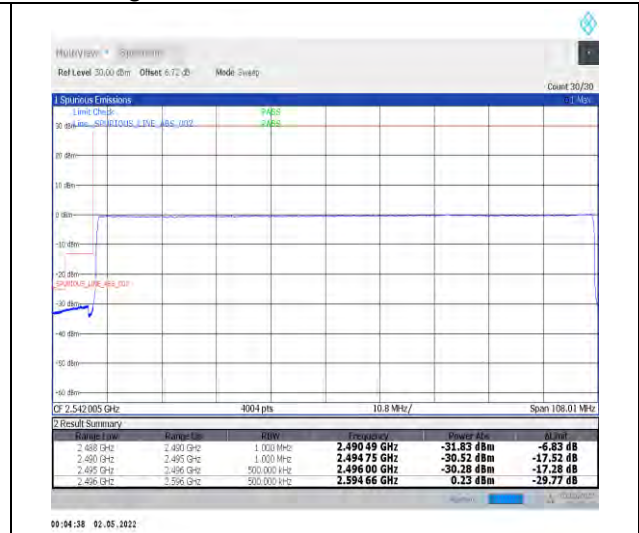 MultiView
Ref Level 30.00 dBm Offset 6.72 dB Mode Sweep
Count 30/30
1 Spurious Emissions
Limit Check PASS
Line _SPURIOUS_LINE_ABS_002 PASS
30 dBm
20 dBm
10 dBm
0 dBm
-10 dBm
-20 dBm
_SPURIOUS_LINE_ABS_002
-30 dBm
-40 dBm
-50 dBm
-60 dBm
CF 2.542005 GHz 4004 pts 10.8 MHz/ Span 108.01 MHz
2 Result Summary
Range Low Range Up RBW Frequency Power Abs ΔLimit
2.488 GHz 2.490 GHz 1.000 MHz 2.490 49 GHz -31.83 dBm -6.83 dB
2.490 GHz 2.495 GHz 1.000 MHz 2.494 75 GHz -30.52 dBm -17.52 dB
2.495 GHz 2.496 GHz 500.000 kHz 2.496 00 GHz -30.28 dBm -17.28 dB
2.496 GHz 2.596 GHz 500.000 kHz 2.594 66 GHz 0.23 dBm -29.77 dB
00:04:38 02.05.2022